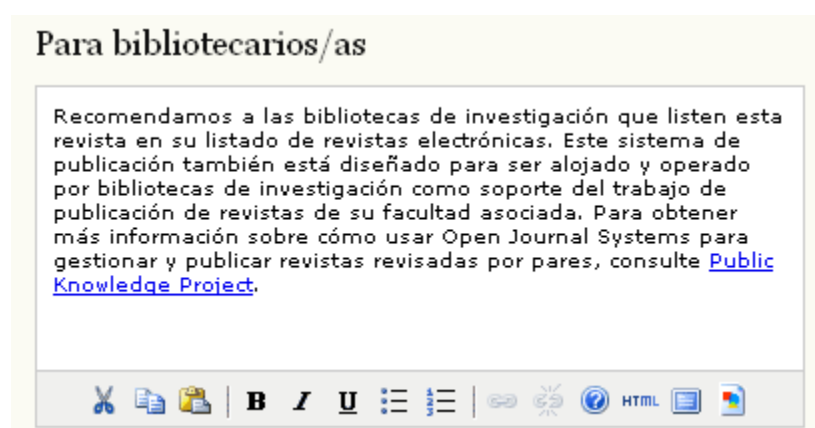 Para bibliotecarios/as
Recomendamos a las bibliotecas de investigación que listen esta
revista en su listado de revistas electrónicas. Este sistema de
publicación también está diseñado para ser alojado y operado
por bibliotecas de investigación como soporte del trabajo de
publicación de revistas de su facultad asociada. Para obtener
más información sobre cómo usar Open Journal Systems para
gestionar y publicar revistas revisadas por pares, consulte Public
Knowledge Project.
B I U HTML